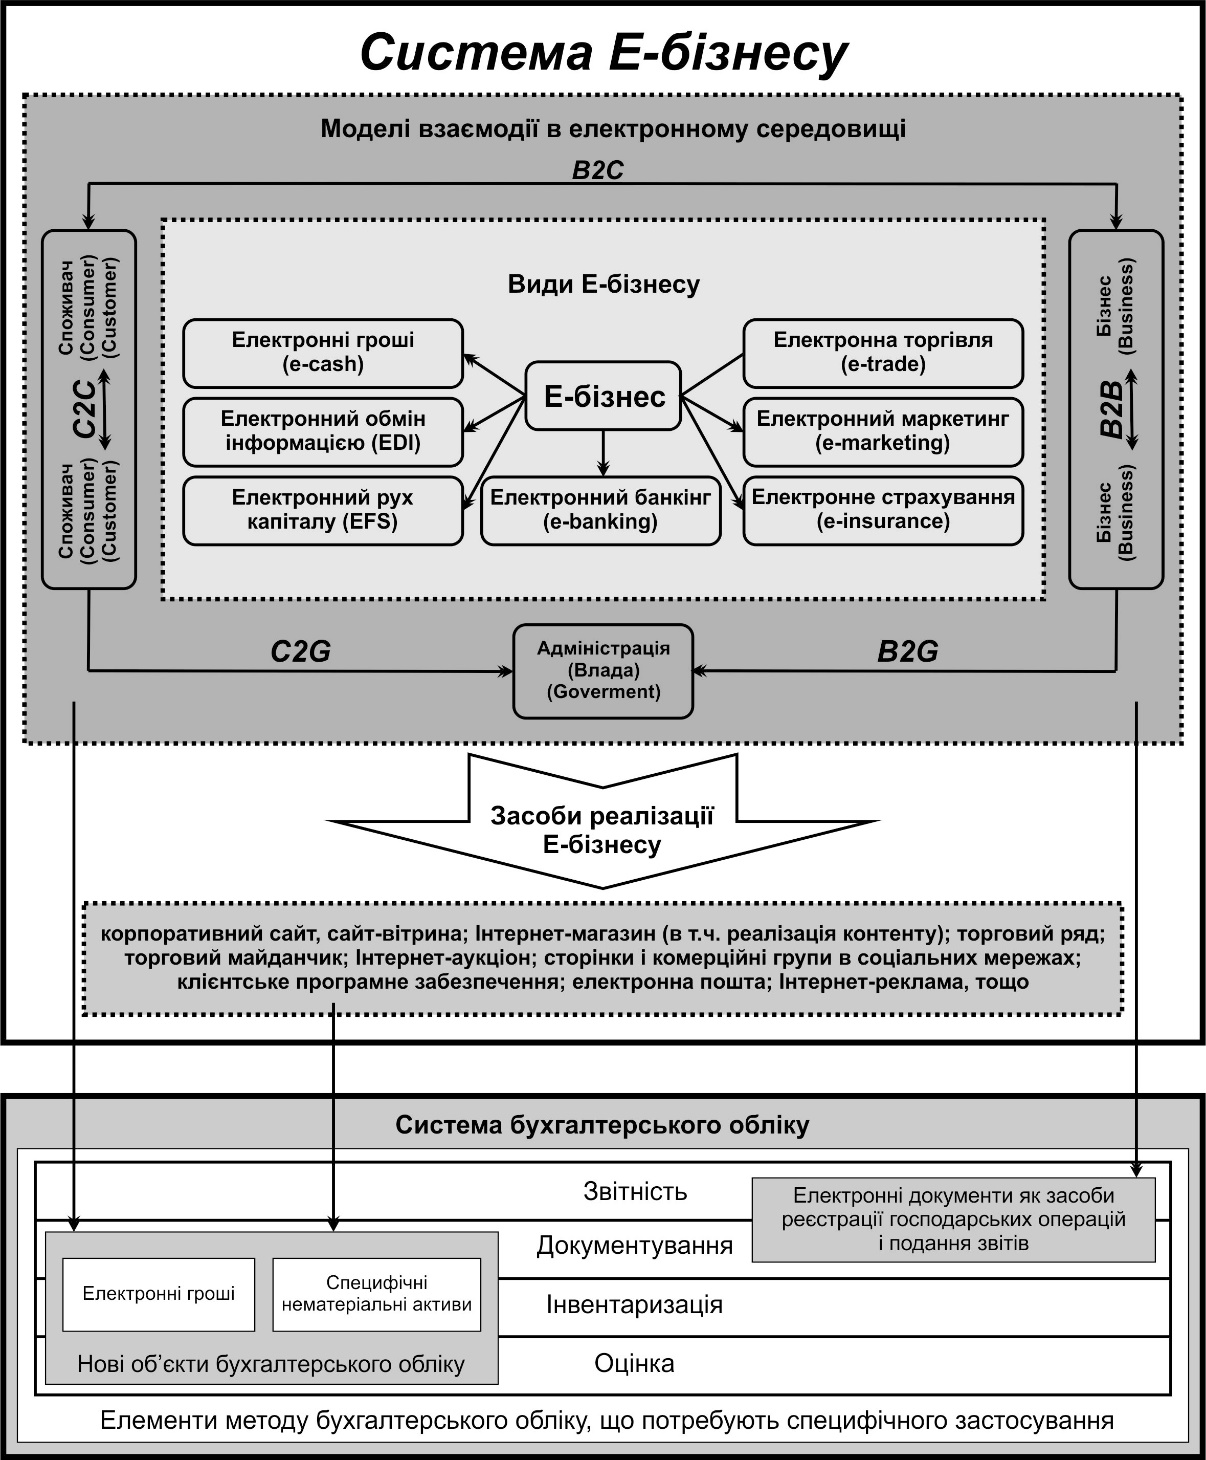 Система Е-бізнесу
Моделі взаємодії в електронному середовищі
B2C
Споживач
(Consumer)
(Customer)
C2C
Споживач
(Consumer)
(Customer)
Види Е-бізнесу
Електронні гроші
(e-cash)
Електронний обмін
інформацією (EDI)
Електронний рух
капіталу (EFS)
Е-бізнес
Електронний банкінг
(e-banking)
Електронна торгівля
(e-trade)
Електронний маркетинг
(e-marketing)
Електронне страхування
(e-insurance)
Бізнес
(Business)
B2B
Бізнес
(Business)
C2G
Адміністрація
(Влада)
(Goverment)
B2G
Засоби реалізації
Е-бізнесу
корпоративний сайт, сайт-вітрина; Інтернет-магазин (в т.ч. реалізація контенту); торговий ряд;
торговий майданчик; Інтернет-аукціон; сторінки і комерційні групи в соціальних мережах;
клієнтське програмне забезпечення; електронна пошта; Інтернет-реклама, тощо
Система бухгалтерського обліку
Звітність
Електронні документи як засоби
реєстрації господарських операцій
і подання звітів
Документування
Електронні гроші
Специфічні
нематеріальні активи
Інвентаризація
Нові об’єкти бухгалтерського обліку
Оцінка
Елементи методу бухгалтерського обліку, що потребують специфічного застосування